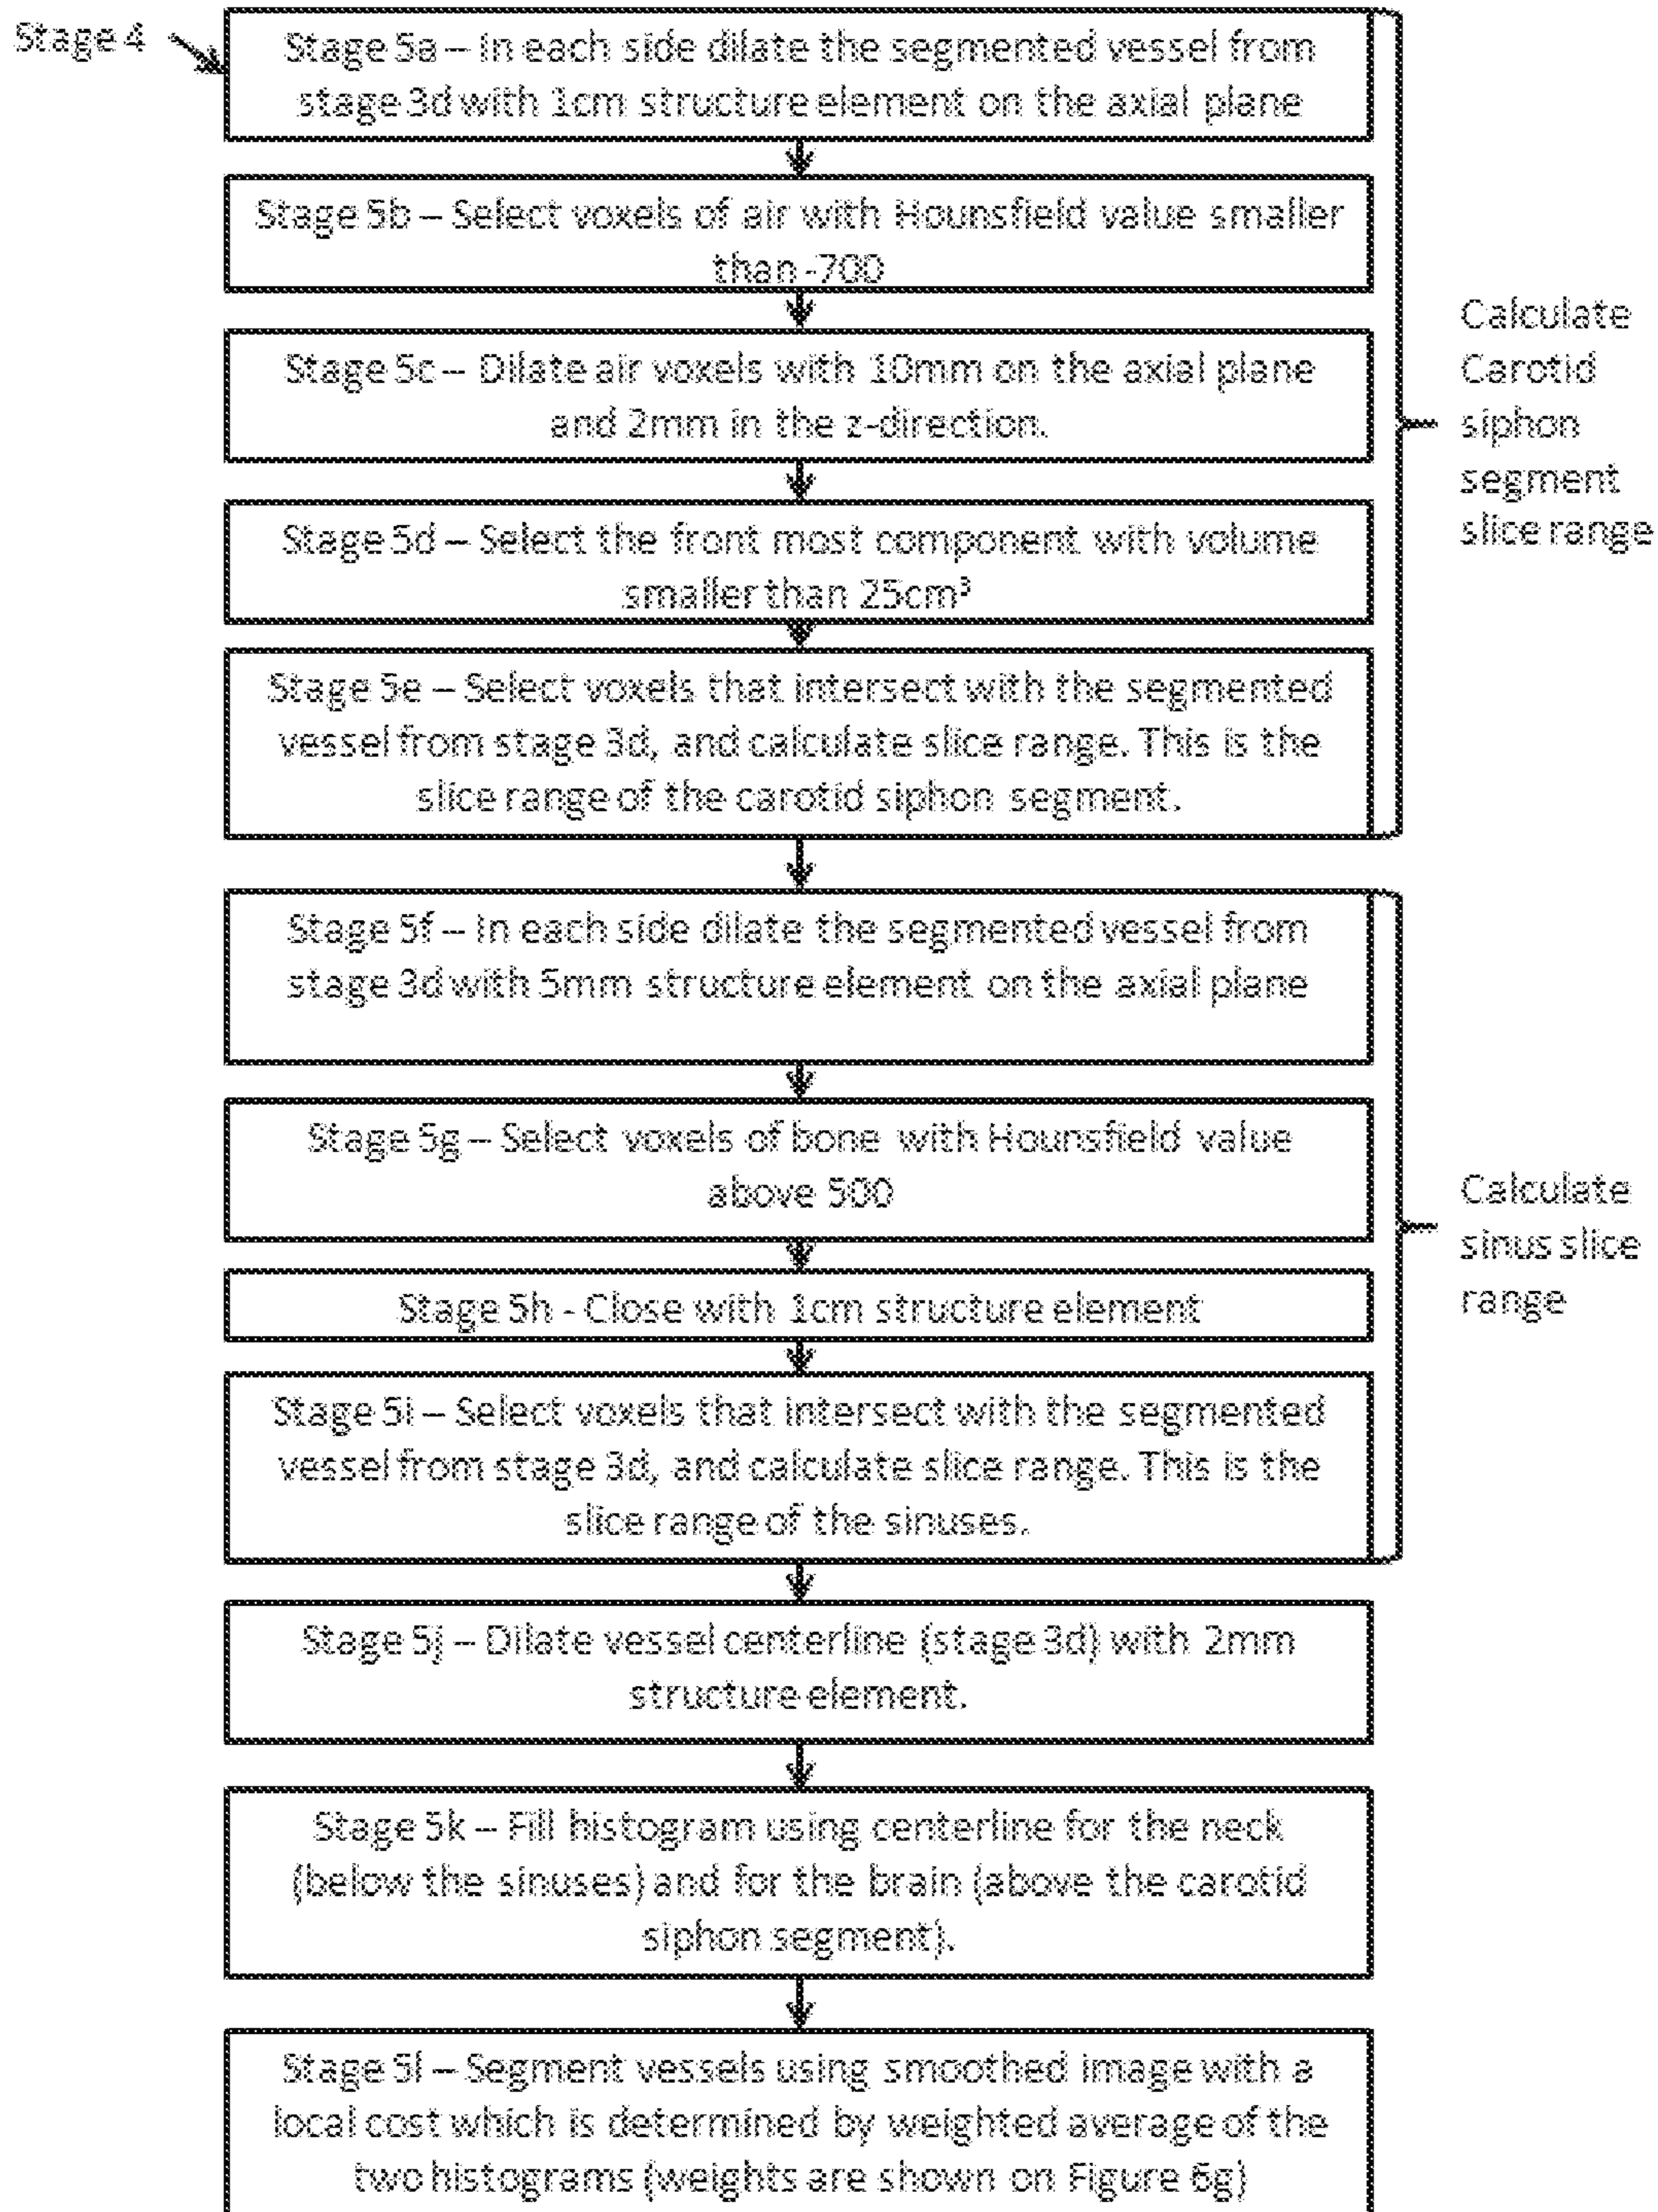 Stage 4
Stage 5a – In each side dilate the segmented vessel from
stage 3d with 1cm structure element on the axial plane
Stage 5b – Select voxels of air with Hounsfield value smaller
than -700
Stage 5c – Dilate air voxels with 10mm on the axial plane
and 2mm in the z-direction.
Stage 5d – Select the front most component with volume
smaller than 25cm³
Stage 5e – Select voxels that intersect with the segmented
vessel from stage 3d, and calculate slice range. This is the
slice range of the carotid siphon segment.
Calculate
Carotid
siphon
segment
slice range
Stage 5f – In each side dilate the segmented vessel from
stage 3d with 5mm structure element on the axial plane
Stage 5g – Select voxels of bone with Hounsfield value
above 500
Stage 5h - Close with 1cm structure element
Stage 5i – Select voxels that intersect with the segmented
vessel from stage 3d, and calculate slice range. This is the
slice range of the sinuses.
Calculate
sinus slice
range
Stage 5j – Dilate vessel centerline (stage 3d) with 2mm
structure element.
Stage 5k – Fill histogram using centerline for the neck
(below the sinuses) and for the brain (above the carotid
siphon segment).
Stage 5l – Segment vessels using smoothed image with a
local cost which is determined by weighted average of the
two histograms (weights are shown on Figure 6g)